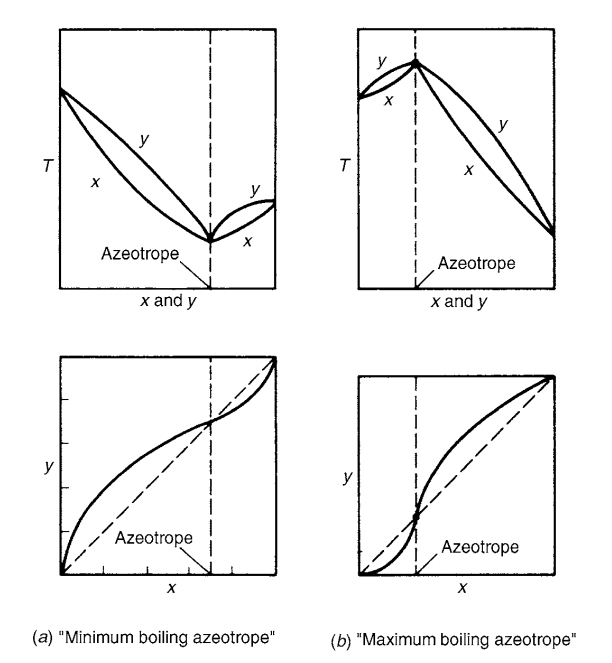 y
x
T
y
x
Azeotrope
x and y
y
x
T
y
x
Azeotrope
x and y
y
Azeotrope
x
y
Azeotrope
x
(a) "Minimum boiling azeotrope"
(b) "Maximum boiling azeotrope"